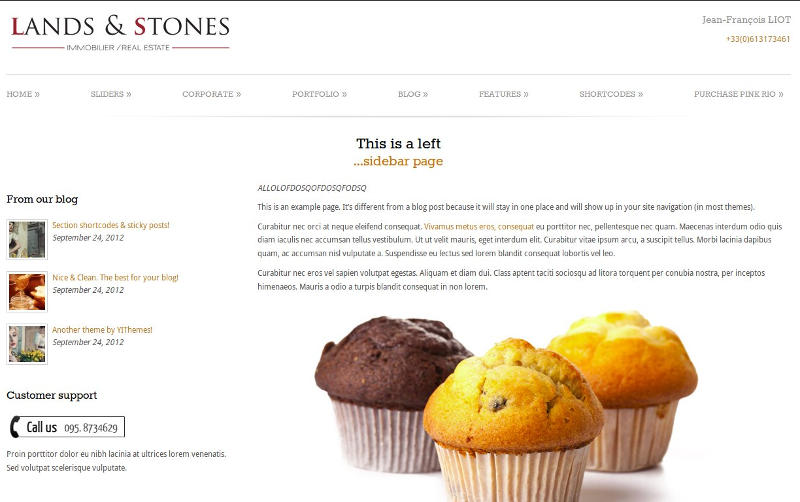 LANDS & STONES
IMMOBILIER / REAL ESTATE
Jean-François LIOT
+33(0)613173461
HOME » SLIDERS » CORPORATE » PORTFOLIO » BLOG » FEATURES » SHORTCODES » PURCHASE PINK RIO »
This is a left
...sidebar page
From our blog
Section shortcodes & sticky posts!
September 24, 2012
Nice & Clean. The best for your blog!
September 24, 2012
Another theme by YIThemes!
September 24, 2012
Customer support
Call us 095. 8734629
Proin porttitor dolor eu nibh lacinia at ultrices lorem venenatis.
Sed volutpat scelerisque vulputate.
ALLOLOFDOSQOFDOSQFODSQ
This is an example page. It's different from a blog post because it will stay in one place and will show up in your site navigation (in most themes).
Curabitur nec orci at neque eleifend consequat. Vivamus metus eros, consequat eu porttitor nec, pellentesque nec quam. Maecenas interdum odio quis
diam iaculis nec accumsan tellus vestibulum. Ut ut velit mauris, eget interdum elit. Curabitur vitae ipsum arcu, a suscipit tellus. Morbi lacinia dapibus
quam, ac accumsan nisl vulputate a. Suspendisse eu lectus sed lorem blandit consequat lobortis vel leo.
Curabitur nec eros vel sapien volutpat egestas. Aliquam et diam dui. Class aptent taciti sociosqu ad litora torquent per conubia nostra, per inceptos
himenaeos. Mauris a odio a turpis blandit consequat in non lorem.